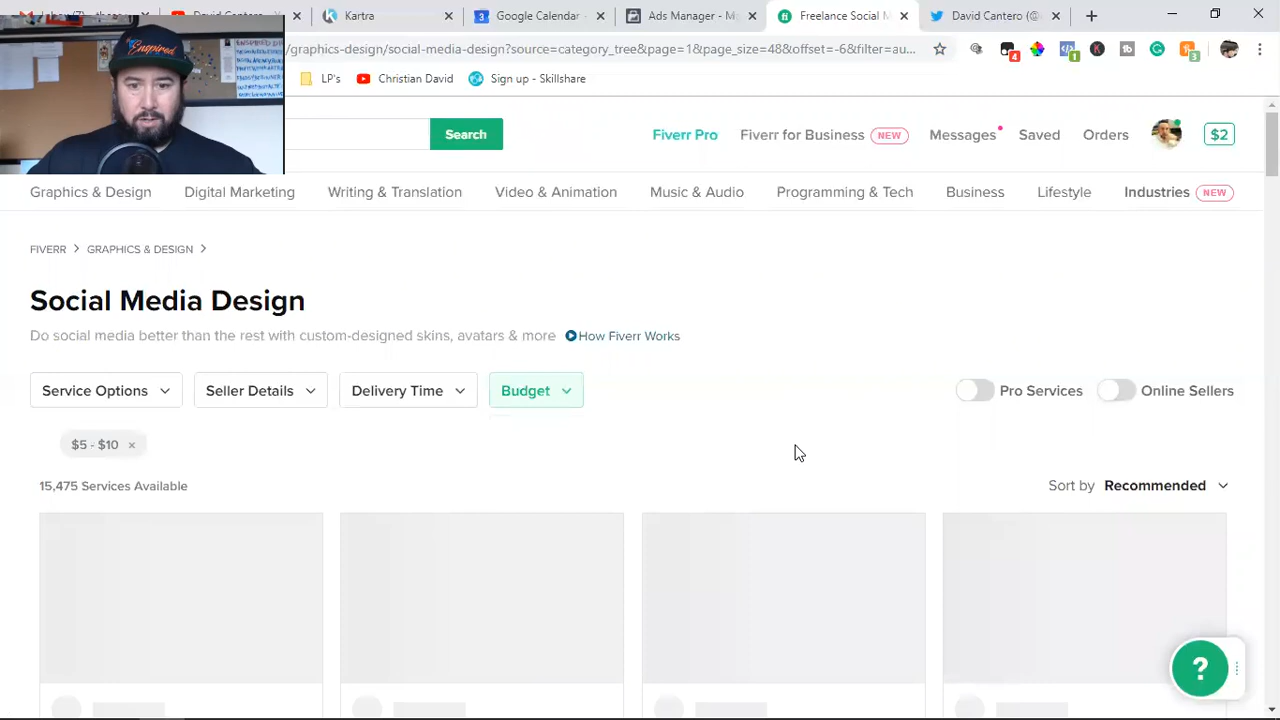 Kartra
Google Calenda
Ads Manager - M
Freelance Social M
David Cantero (@
/graphics-design/social-media-design?source=category_tree&page=1&page_size=48&offset=-6&filter=au...
LP's
Christian David
Sign up - Skillshare
4
1
3
Enspired
Search
Fiverr Pro
Fiverr for Business NEW
Messages
Saved
Orders
$2
Graphics & Design
Digital Marketing
Writing & Translation
Video & Animation
Music & Audio
Programming & Tech
Business
Lifestyle
Industries NEW
FIVERR > GRAPHICS & DESIGN >
Social Media Design
Do social media better than the rest with custom-designed skins, avatars & more
How Fiverr Works
Service Options
Seller Details
Delivery Time
Budget
Pro Services
Online Sellers
$5 - $10 ×
15,475 Services Available
Sort by Recommended
?